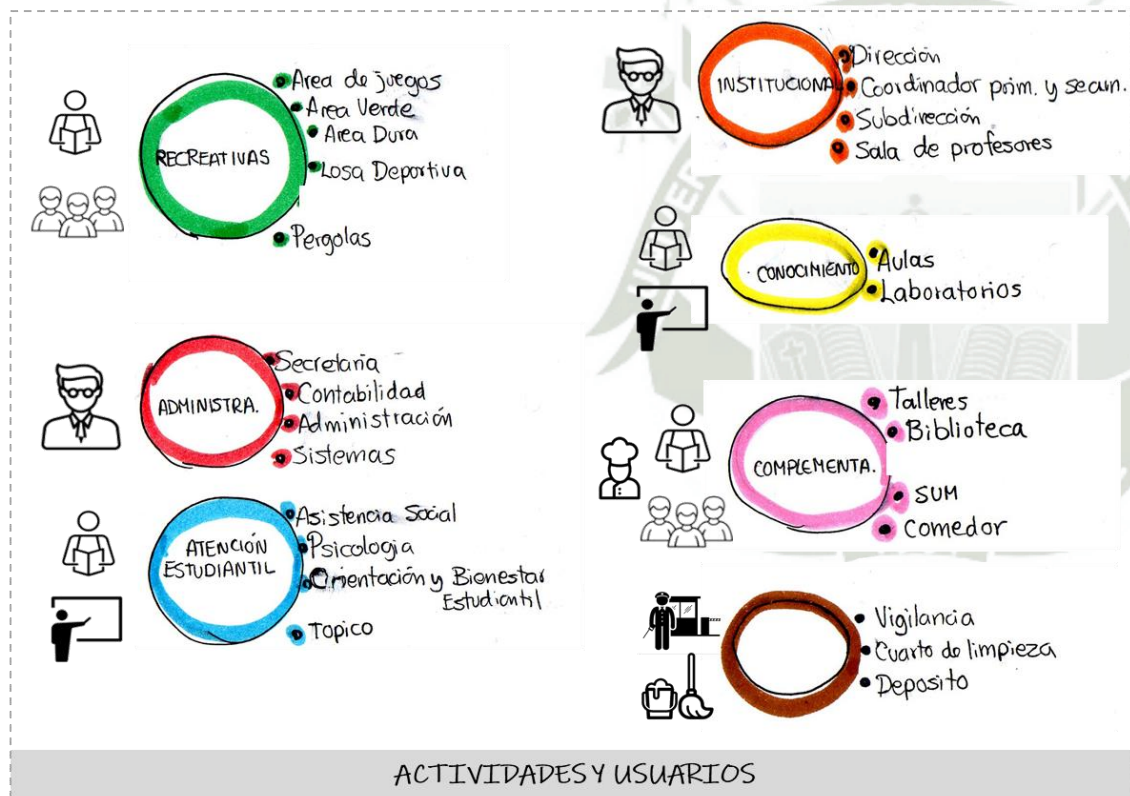 RECREATIVAS
Area de juegos
Area Verde
Area Dura
Losa Deportiva
Pergolas
ADMINISTRA.
Secretaria
Contabilidad
Administración
Sistemas
ATENCIÓN
ESTUDIANTIL
Asistencia Social
Psicologia
Orientación y Bienestar
Estudiantil
Topico
INSTITUCIONAL
Dirección
Coordinador prim. y secun.
Subdirección
Sala de profesores
CONOCIMIENTO
Aulas
Laboratorios
COMPLEMENTA.
Talleres
Biblioteca
SUM
Comedor
Vigilancia
Cuarto de limpieza
Deposito
ACTIVIDADES Y USUARIOS